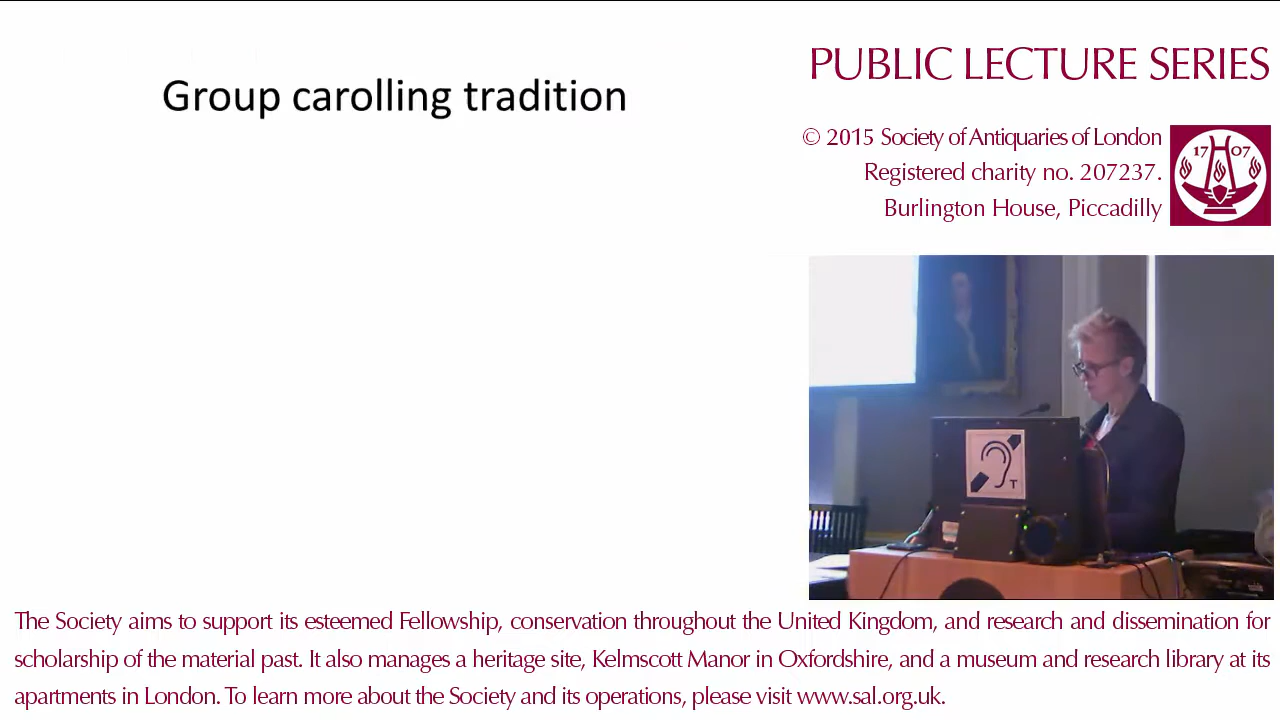 Group carolling tradition
PUBLIC LECTURE SERIES
© 2015 Society of Antiquaries of London
Registered charity no. 207237.
Burlington House, Piccadilly
17 07
T
The Society aims to support its esteemed Fellowship, conservation throughout the United Kingdom, and research and dissemination for
scholarship of the material past. It also manages a heritage site, Kelmscott Manor in Oxfordshire, and a museum and research library at its
apartments in London. To learn more about the Society and its operations, please visit www.sal.org.uk.